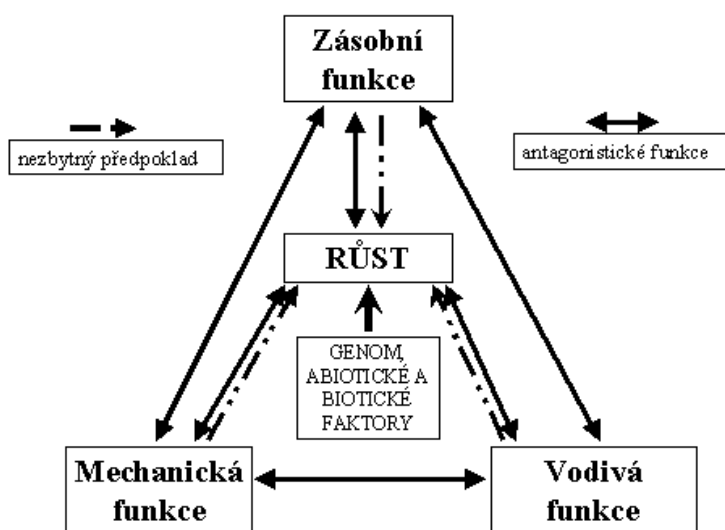 Zásobní
funkce
nezbytný předpoklad
antagonistické funkce
RŮST
GENOM,
ABIOTICKÉ A
BIOTICKÉ
FAKTORY
Mechanická
funkce
Vodivá
funkce